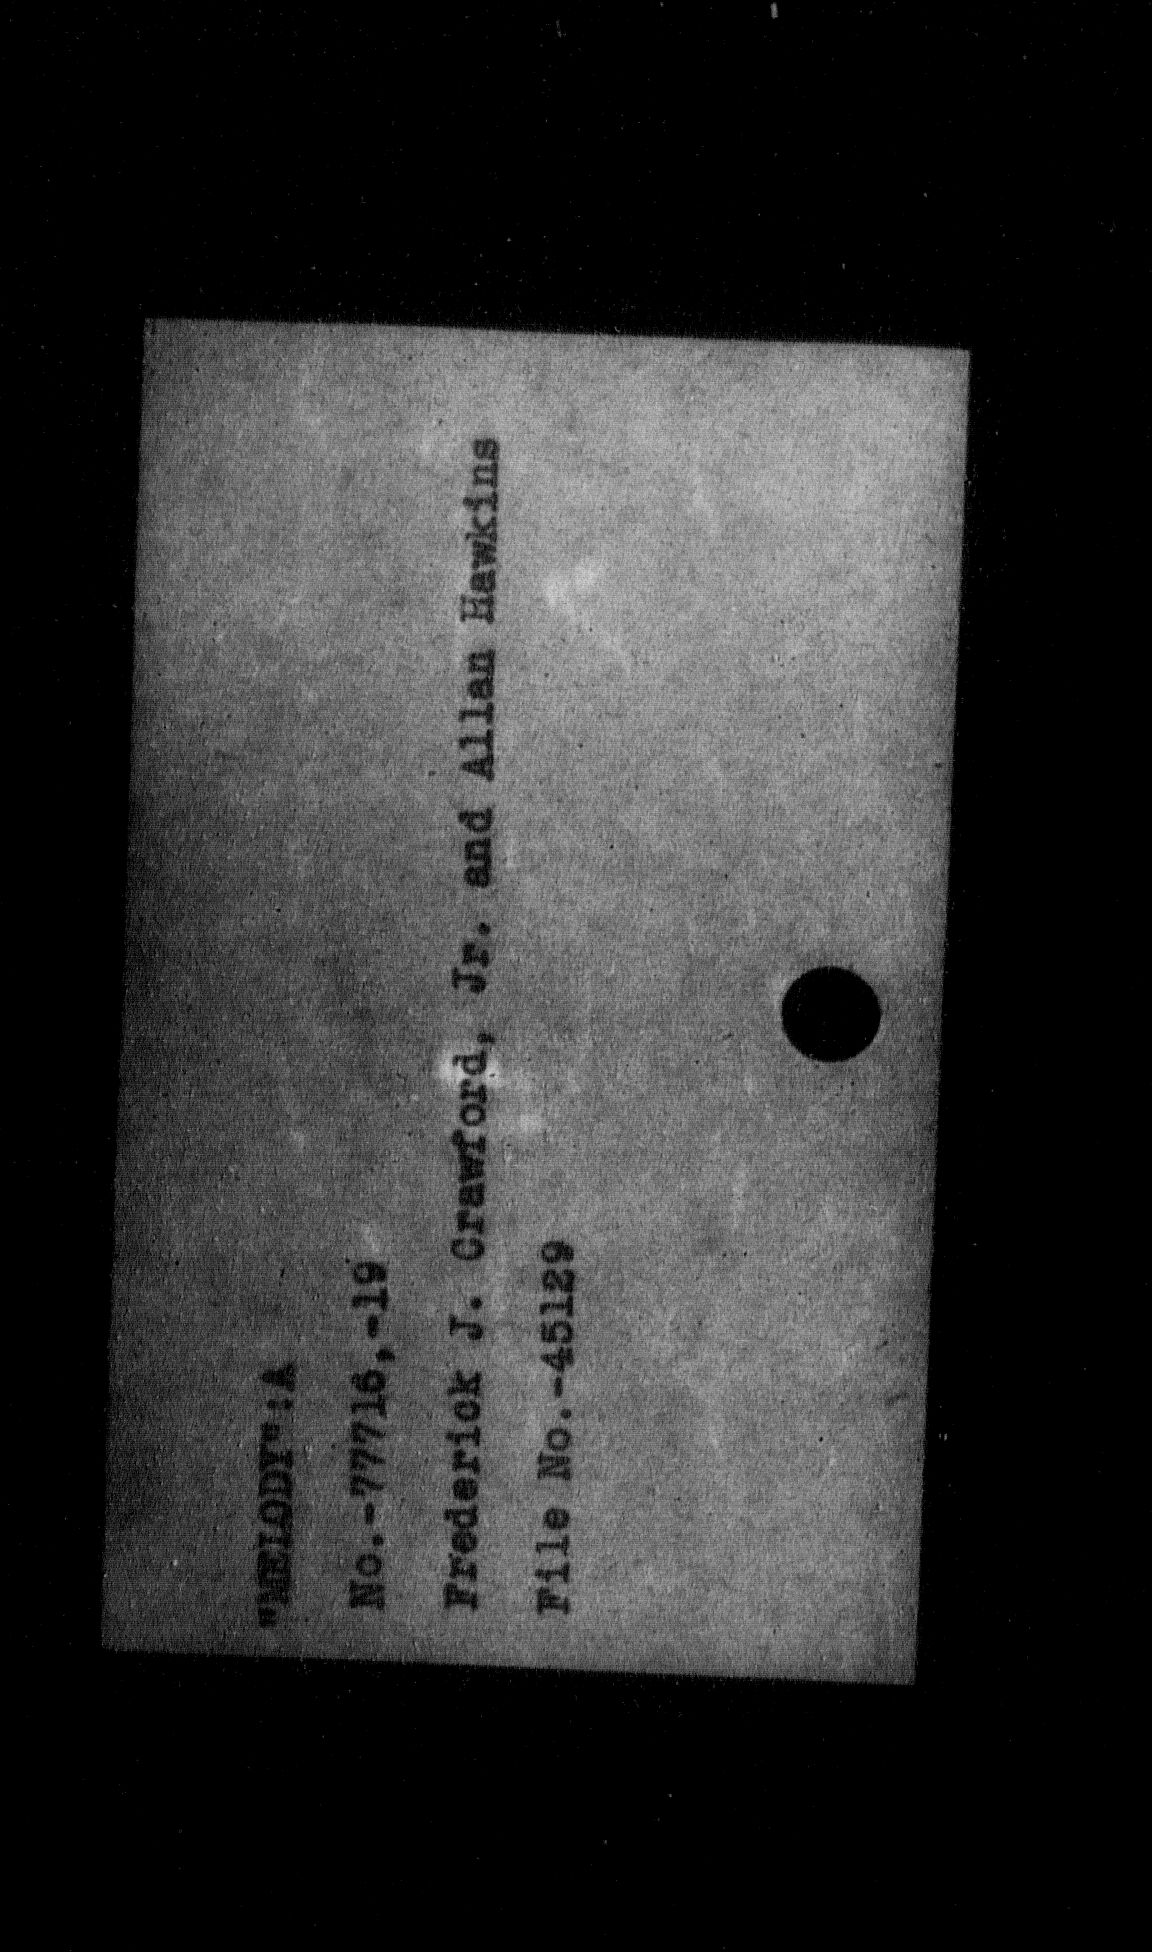 "MELODY":A
No.-77716,-19
Frederick J. Crawford, Jr. and Allan Hawkins
File No.-45129